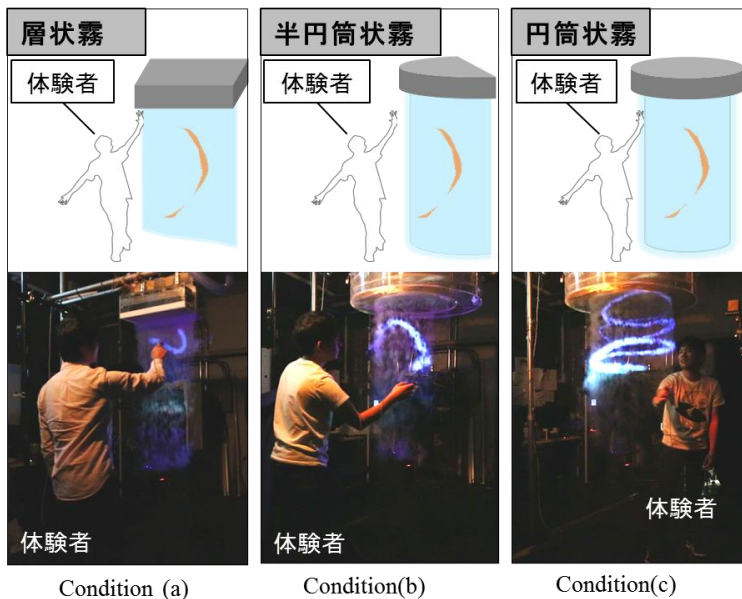 層状霧
体験者
体験者
Condition (a)
半円筒状霧
体験者
体験者
Condition(b)
円筒状霧
体験者
体験者
Condition(c)